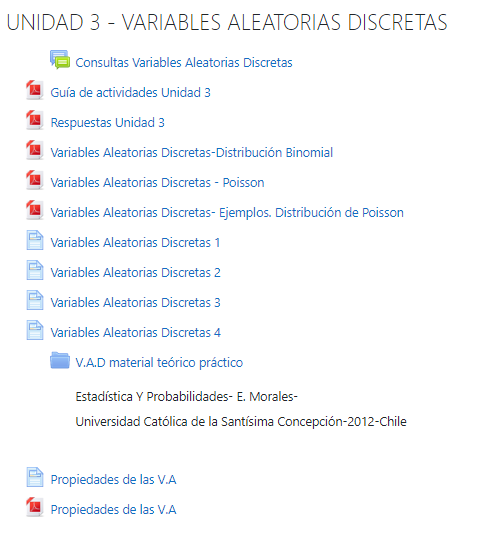 UNIDAD 3 - VARIABLES ALEATORIAS DISCRETAS
Consultas Variables Aleatorias Discretas
Guía de actividades Unidad 3
Respuestas Unidad 3
Variables Aleatorias Discretas-Distribución Binomial
Variables Aleatorias Discretas - Poisson
Variables Aleatorias Discretas- Ejemplos. Distribución de Poisson
Variables Aleatorias Discretas 1
Variables Aleatorias Discretas 2
Variables Aleatorias Discretas 3
Variables Aleatorias Discretas 4
V.A.D material teórico práctico
Estadística Y Probabilidades- E. Morales-
Universidad Católica de la Santísima Concepción-2012-Chile
Propiedades de las V.A
Propiedades de las V.A